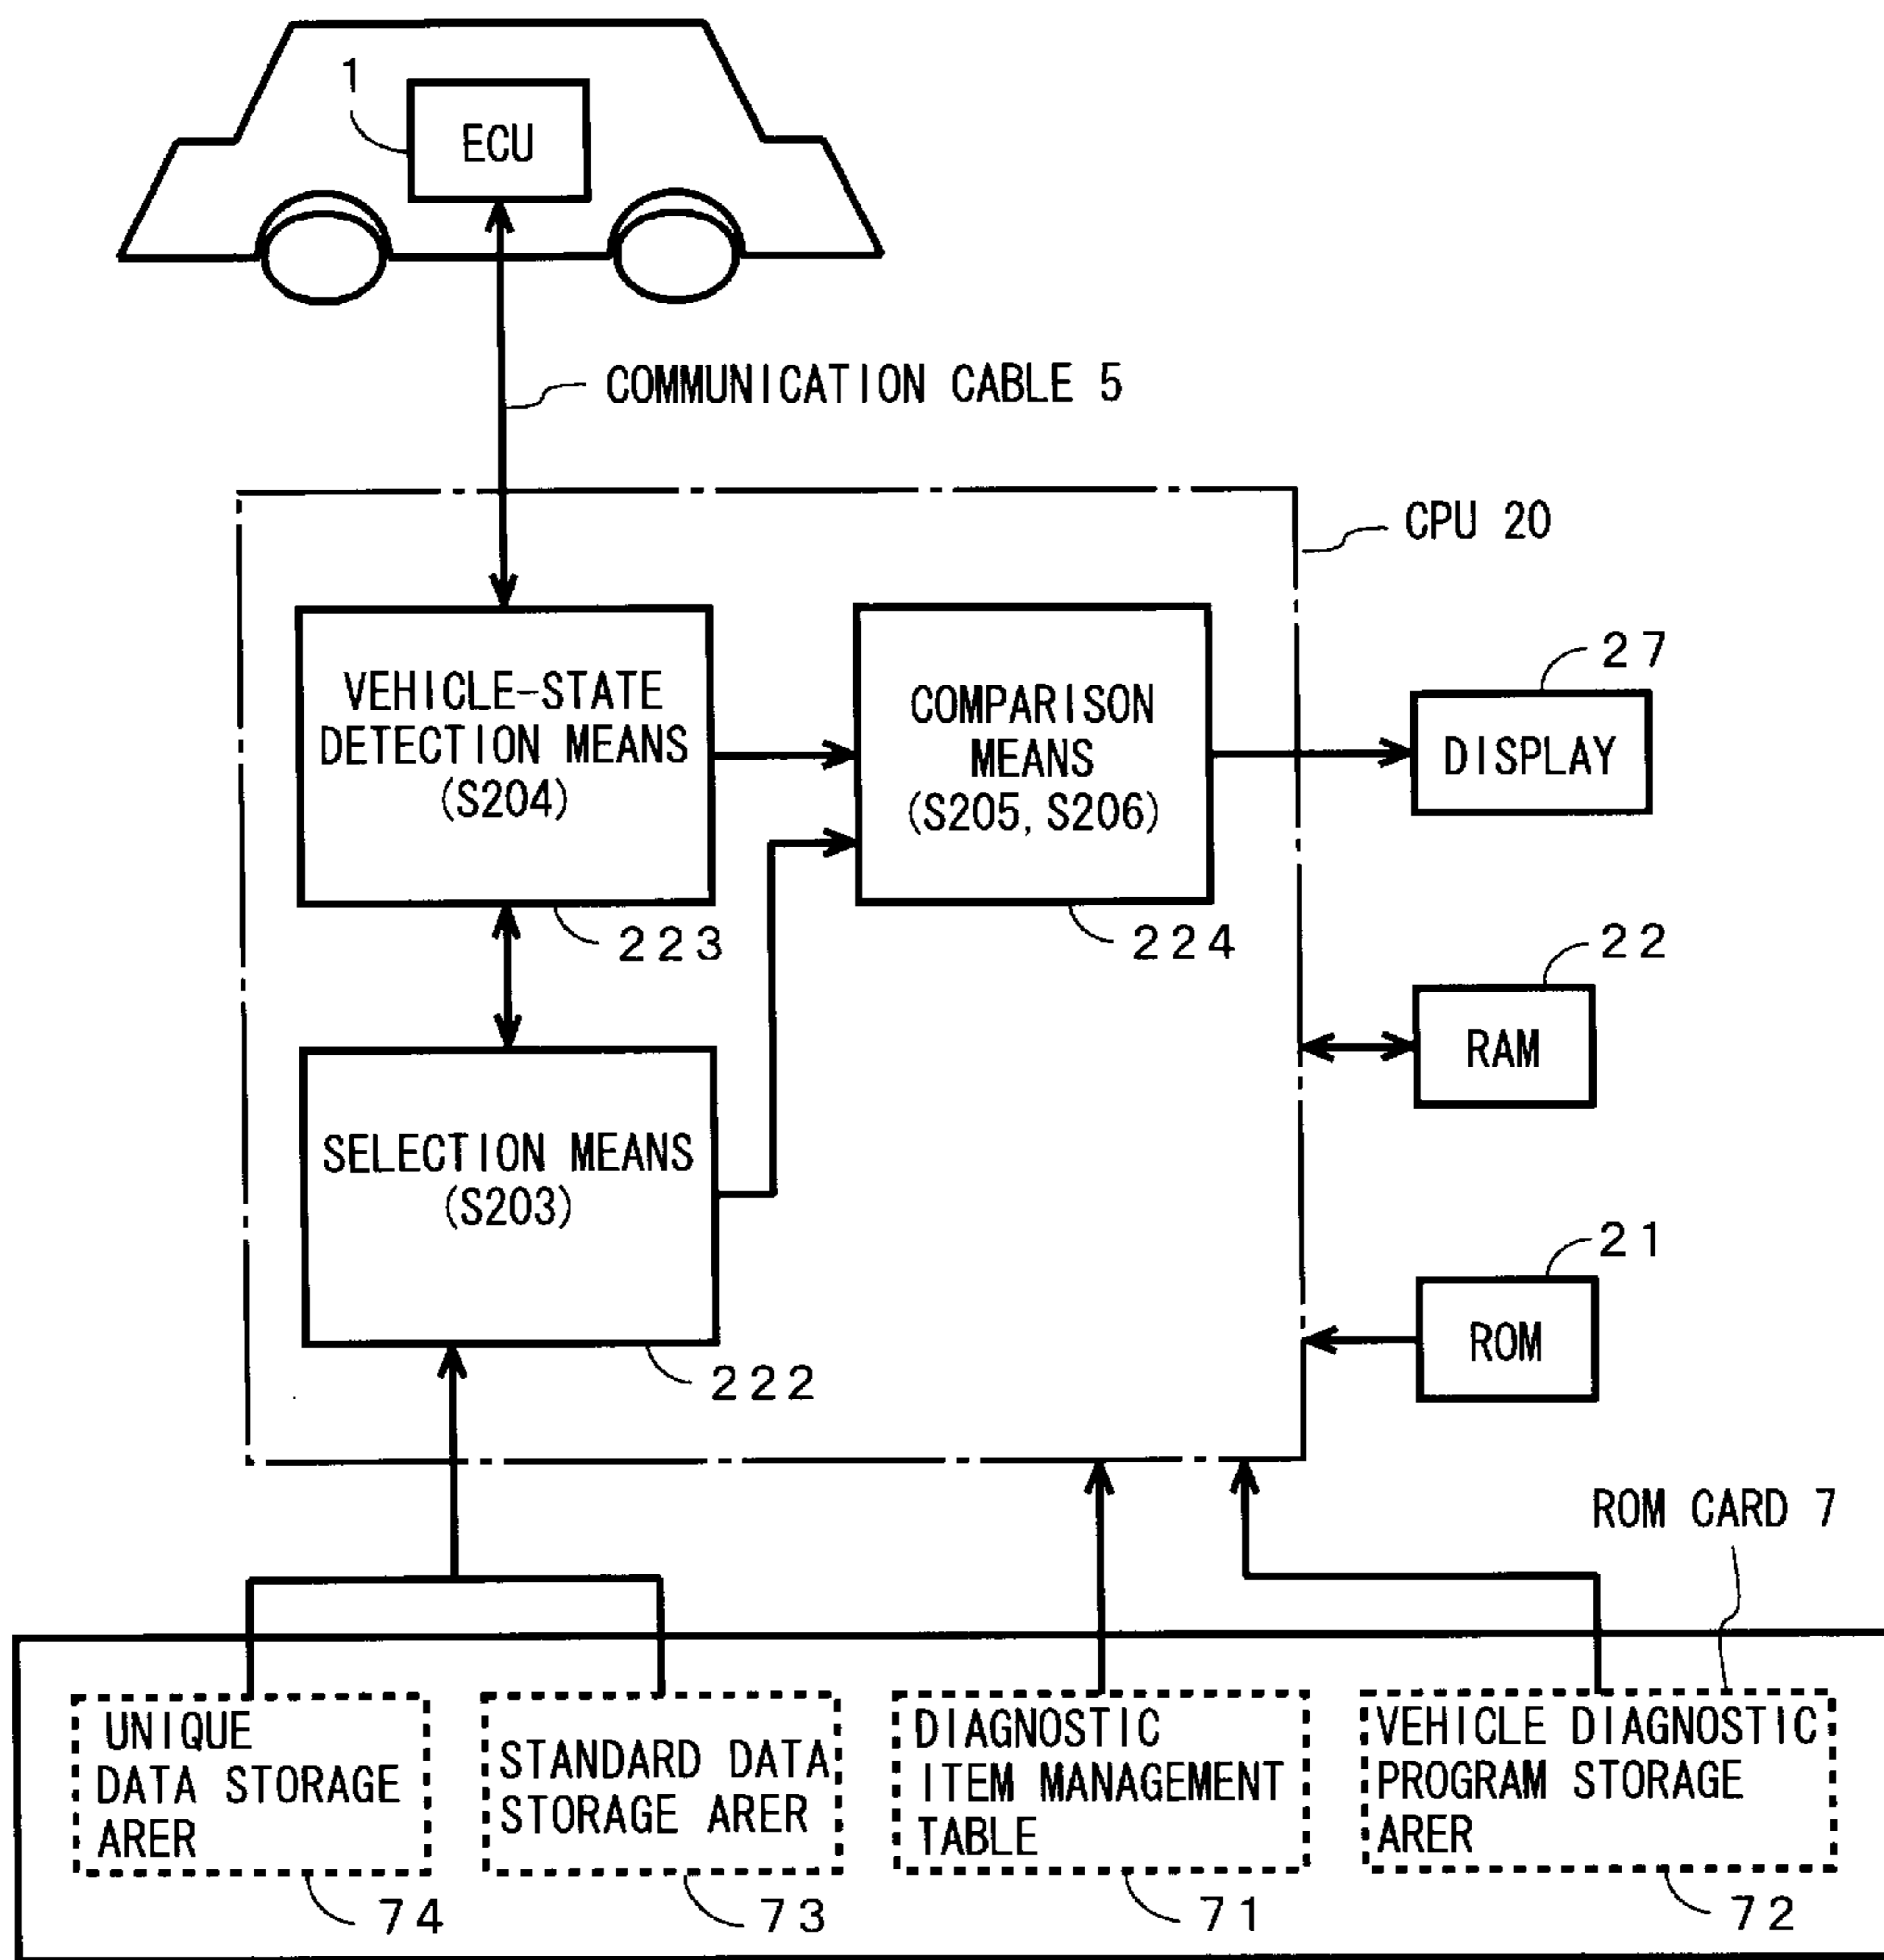 1
ECU
COMMUNICATION CABLE 5
CPU 20
VEHICLE-STATE
DETECTION MEANS
(S204)
223
COMPARISON
MEANS
(S205, S206)
224
27
DISPLAY
22
RAM
SELECTION MEANS
(S203)
222
21
ROM
ROM CARD 7
UNIQUE
DATA STORAGE
ARER
74
STANDARD DATA
STORAGE ARER
73
DIAGNOSTIC
ITEM MANAGEMENT
TABLE
71
VEHICLE DIAGNOSTIC
PROGRAM STORAGE
ARER
72